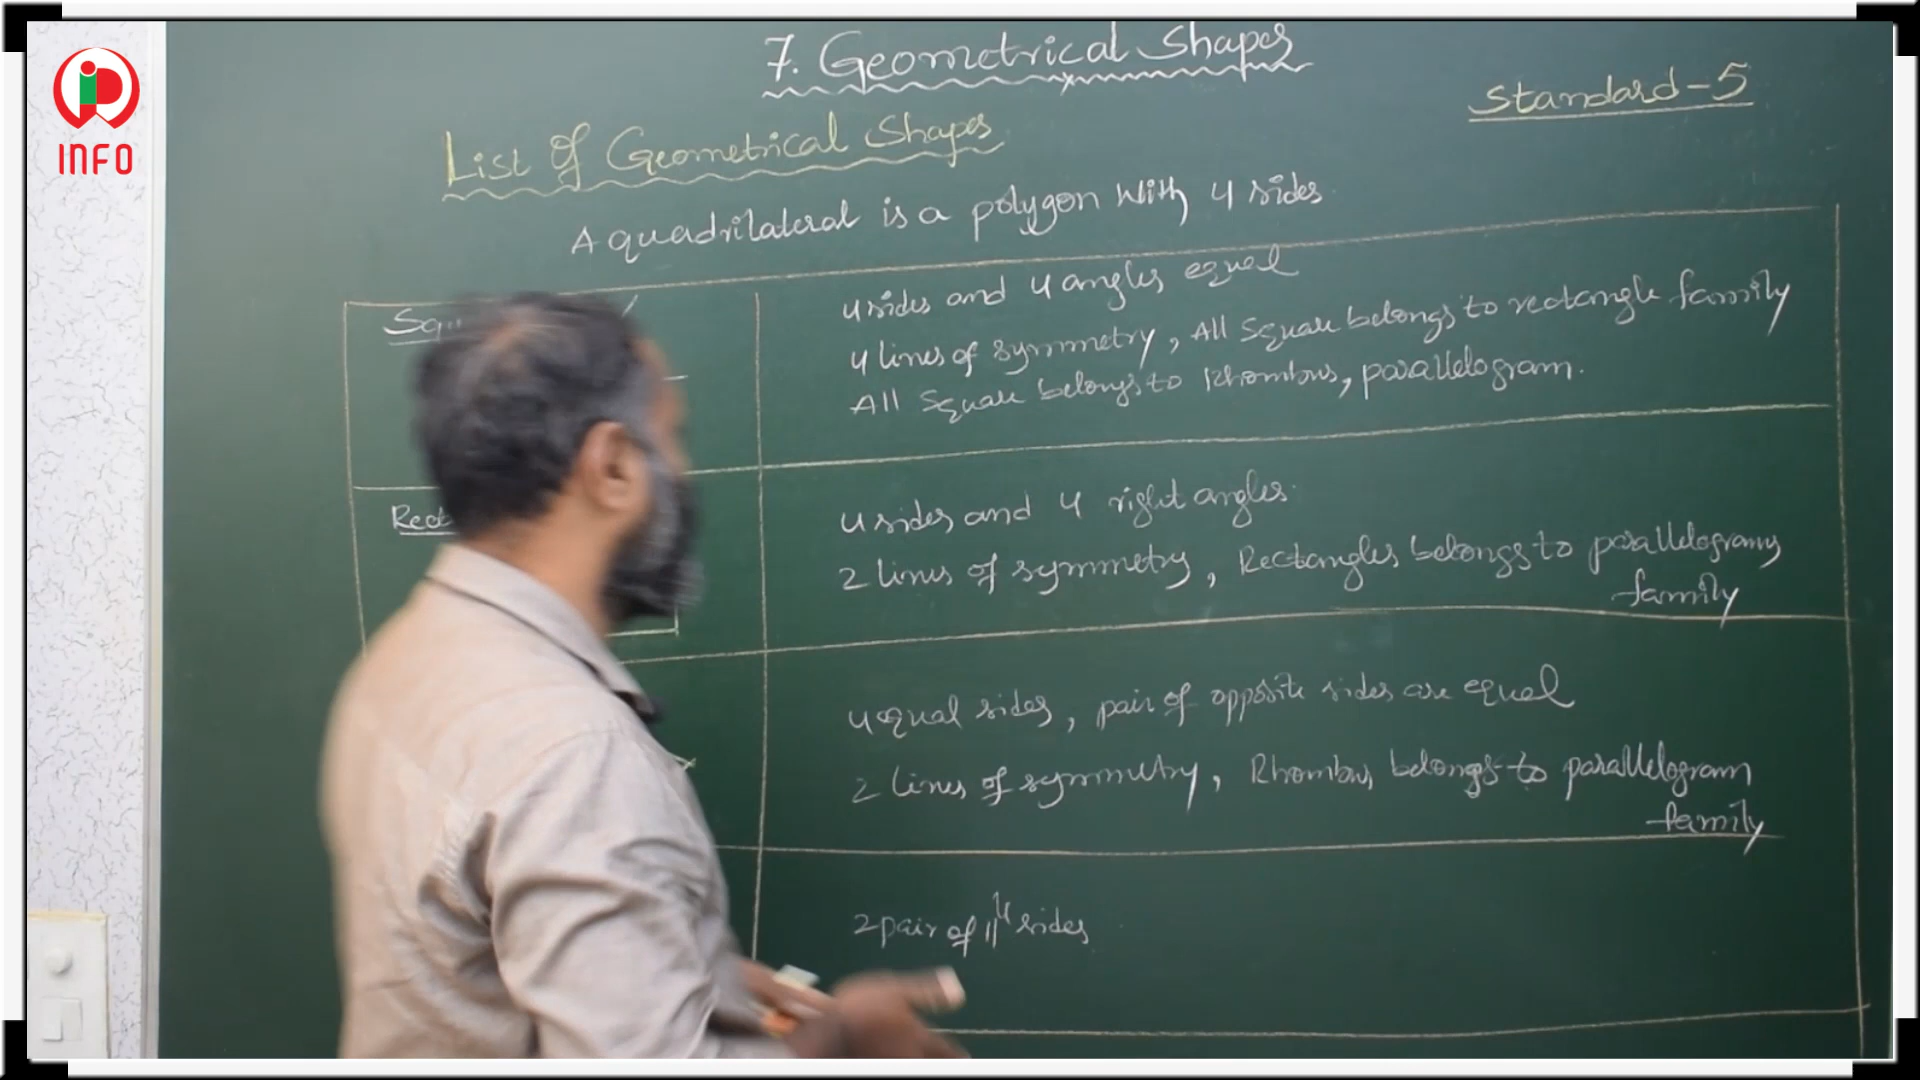 INFO
7. Geometrical Shapes
Standard-5
List Of Geometrical Shapes
A quadrilateral is a polygon with 4 sides.
4 sides and 4 angles equal
4 lines of symmetry, All Square belongs to rectangle family
All Square belongs to Rhombus, parallelogram.
4 sides and 4 right angles.
2 lines of symmetry, Rectangles belongs to parallelograms
family
4 equal sides, pair of opposite sides are equal
2 lines of symmetry, Rhombus belongs to parallelogram
family
2 pair of ||ˡˡ sides